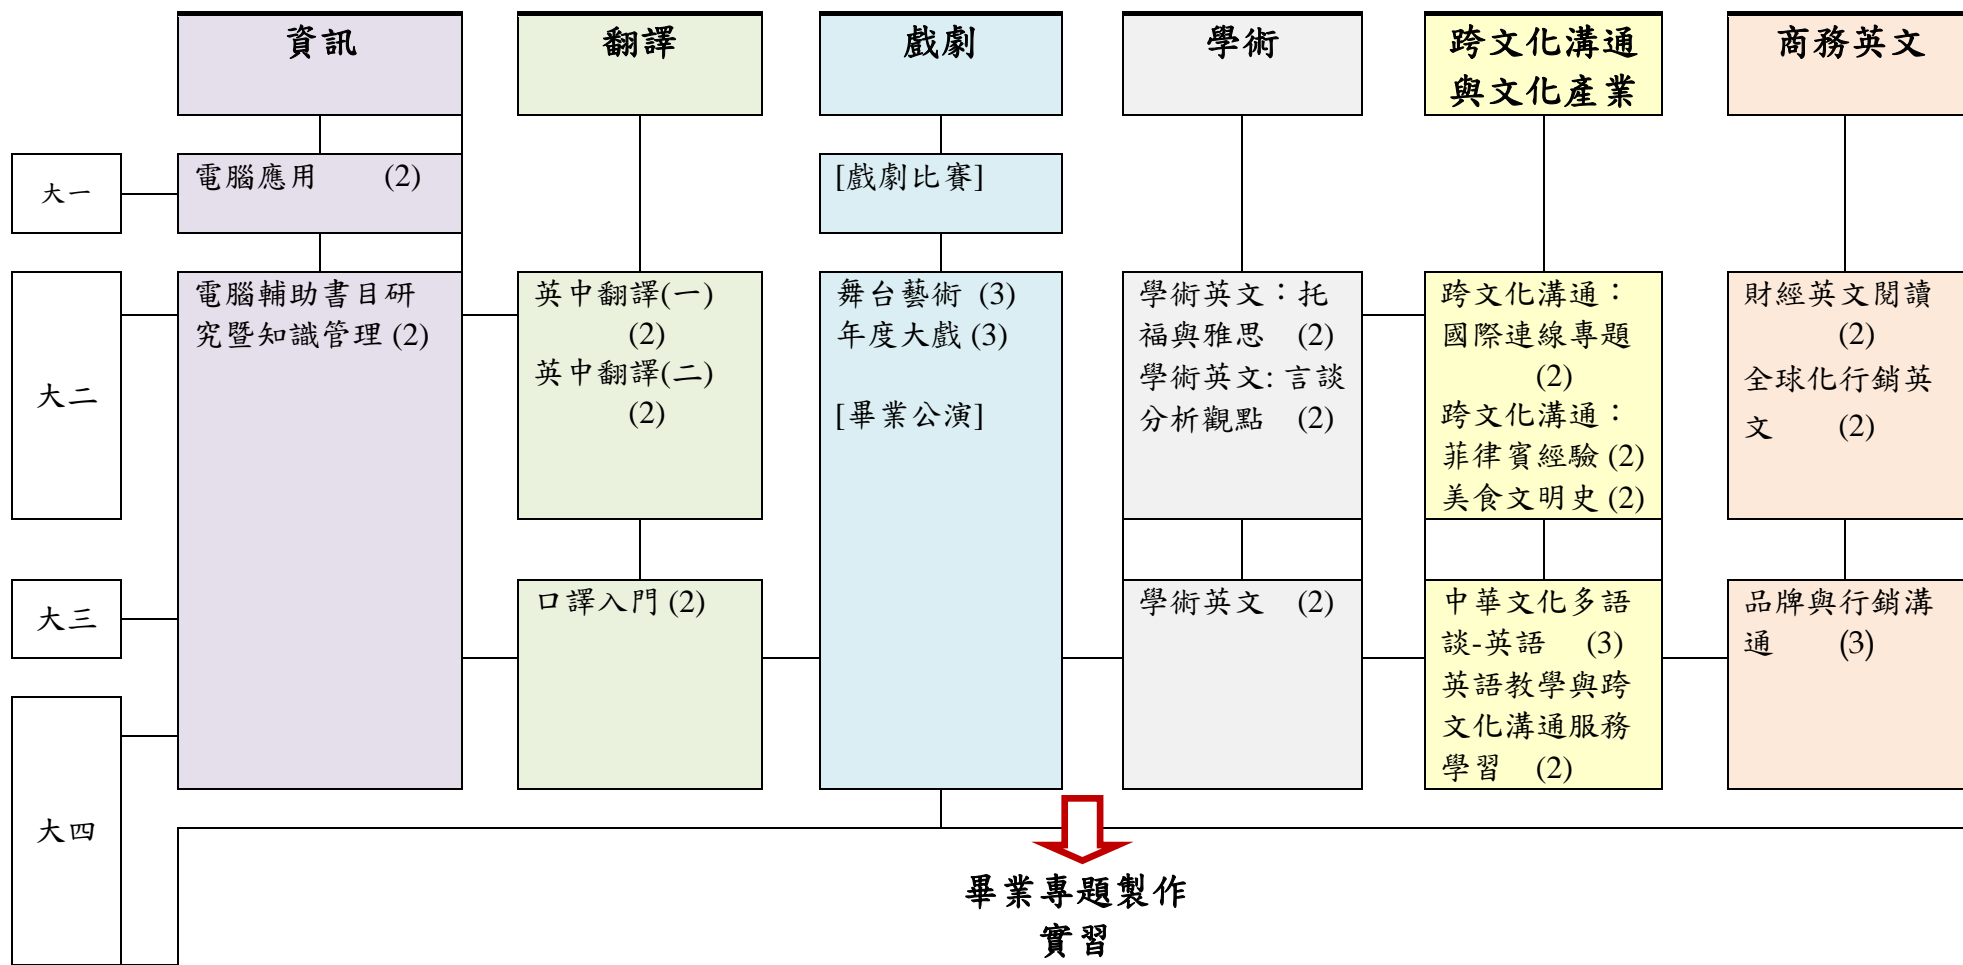 資訊
翻譯
戲劇
學術
跨文化溝通
與文化產業
商務英文
大一
電腦應用 (2)
[戲劇比賽]
大二
電腦輔助書目研
究暨知識管理 (2)
英中翻譯(一)
(2)
英中翻譯(二)
(2)
舞台藝術 (3)
年度大戲 (3)
[畢業公演]
學術英文：托
福與雅思 (2)
學術英文: 言談
分析觀點 (2)
跨文化溝通：
國際連線專題
(2)
跨文化溝通：
菲律賓經驗 (2)
美食文明史 (2)
財經英文閱讀
(2)
全球化行銷英
文 (2)
大三
口譯入門 (2)
學術英文 (2)
中華文化多語
談-英語 (3)
英語教學與跨
文化溝通服務
學習 (2)
品牌與行銷溝
通 (3)
大四
畢業專題製作
實習